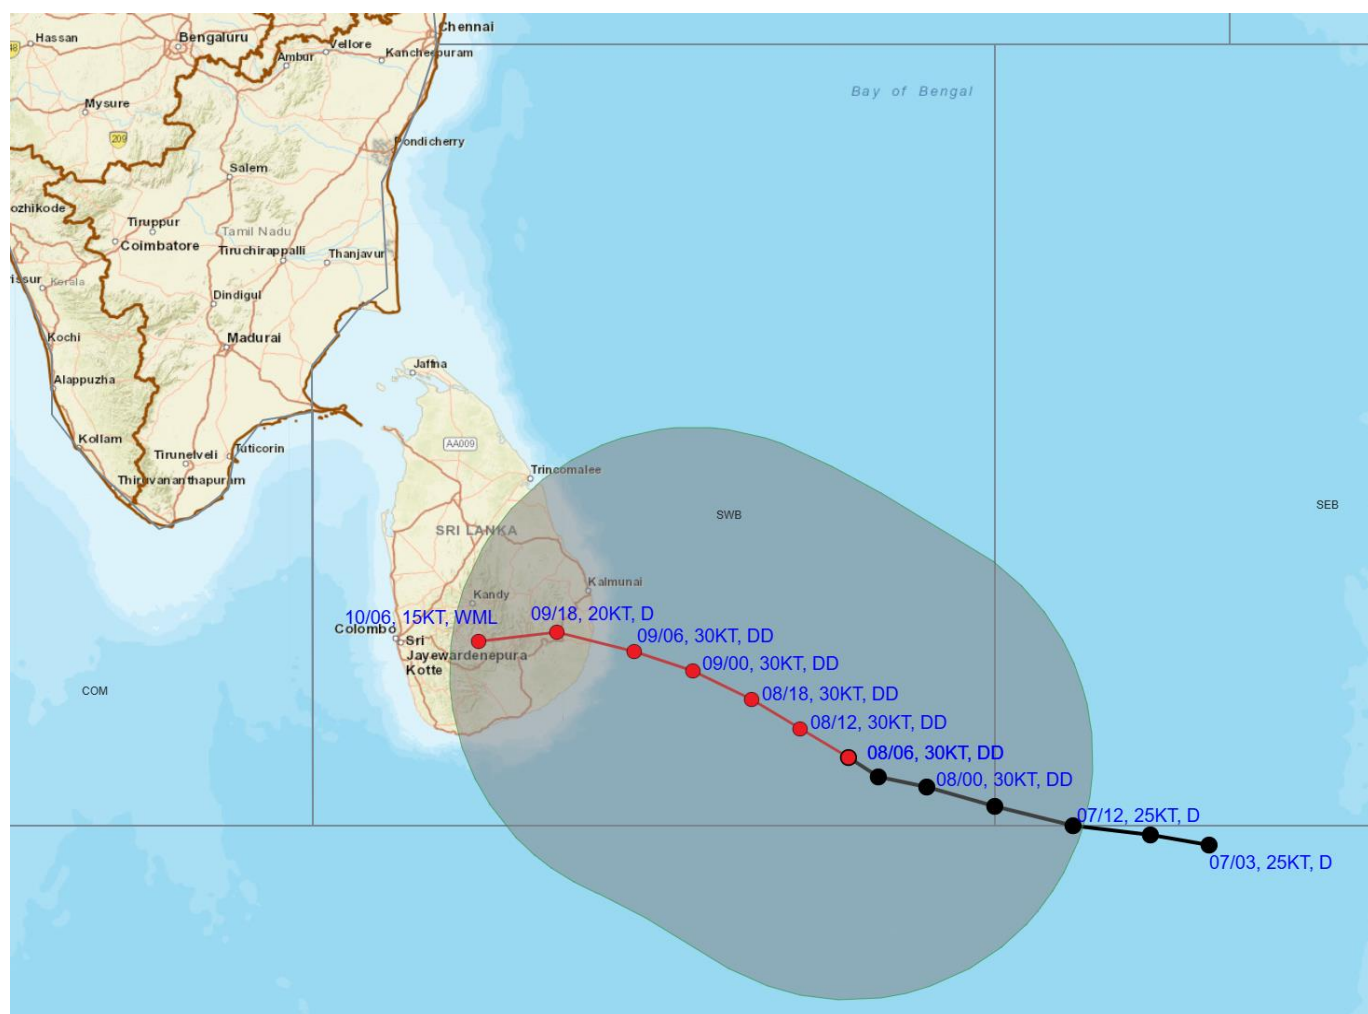 Hassan
Bengaluru
Chennai
48
Ambur
Vellore
Kancheepuram
Bay of Bengal
Mysure
209
Pondicherry
Salem
ozhikode
Tiruppur
Coimbatore
Tamil Nadu
Tiruchirappalli
Thanjavur
rissur
Kerala
Dindigul
Kochi
Madurai
Jaffna
Alappuzha
Kollam
Tirunelveli
Tuticorin
AA009
Thiruvananthapuram
Trincomalee
SRI LANKA
SWB
SEB
Kalmunai
Kandy
10/06, 15KT, WML
09/18, 20KT, D
Colombo
Sri
Jayewardenepura
Kotte
09/06, 30KT, DD
09/00, 30KT, DD
COM
08/18, 30KT, DD
08/12, 30KT, DD
08/06, 30KT, DD
08/00, 30KT, DD
07/12, 25KT, D
07/03, 25KT, D